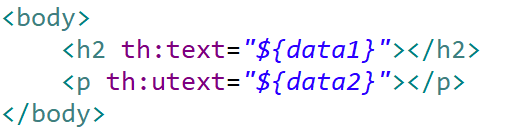 <body>
    <h2 th:text="${data1}"></h2>
    <p th:utext="${data2}"></p>
</body>